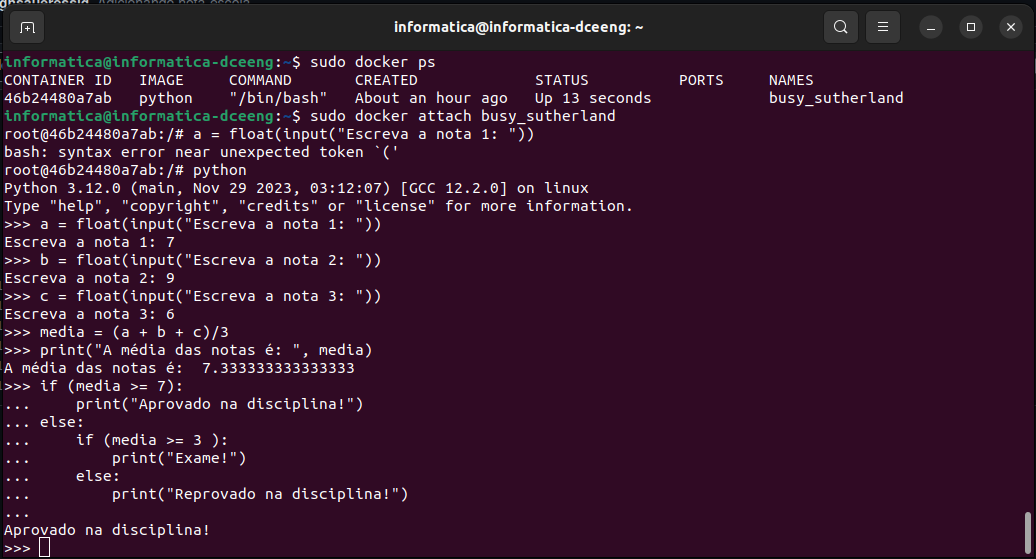 Adicionando nota escola
informatica@informatica-dceeng: ~
informatica@informatica-dceeng:~$ sudo docker ps
CONTAINER ID   IMAGE     COMMAND       CREATED             STATUS          PORTS     NAMES
46b24480a7ab   python    "/bin/bash"   About an hour ago   Up 13 seconds             busy_sutherland
informatica@informatica-dceeng:~$ sudo docker attach busy_sutherland
root@46b24480a7ab:/# a = float(input("Escreva a nota 1: "))
bash: syntax error near unexpected token `('
root@46b24480a7ab:/# python
Python 3.12.0 (main, Nov 29 2023, 03:12:07) [GCC 12.2.0] on linux
Type "help", "copyright", "credits" or "license" for more information.
>>> a = float(input("Escreva a nota 1: "))
Escreva a nota 1: 7
>>> b = float(input("Escreva a nota 2: "))
Escreva a nota 2: 9
>>> c = float(input("Escreva a nota 3: "))
Escreva a nota 3: 6
>>> media = (a + b + c)/3
>>> print("A média das notas é: ", media)
A média das notas é:  7.333333333333333
>>> if (media >= 7):
...     print("Aprovado na disciplina!")
... else:
...     if (media >= 3 ):
...         print("Exame!")
...     else:
...         print("Reprovado na disciplina!")
...
Aprovado na disciplina!
>>>